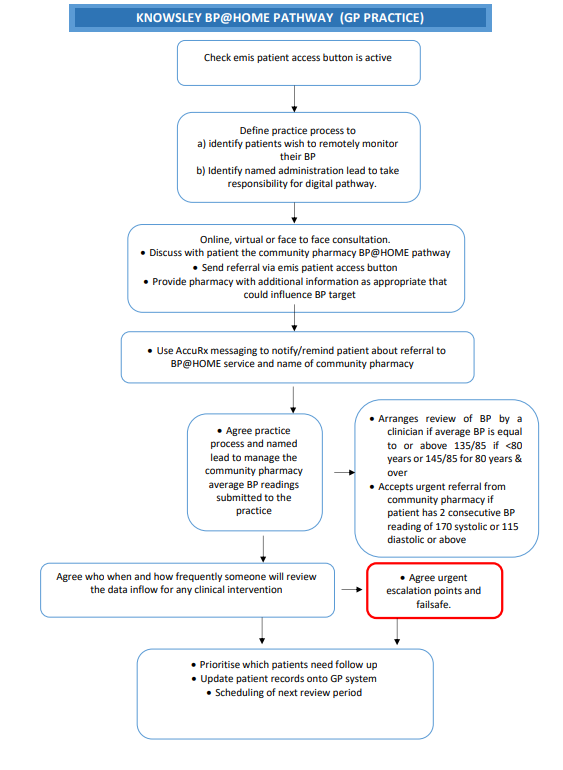 KNOWSLEY BP@HOME PATHWAY (GP PRACTICE)
Check emis patient access button is active
Define practice process to
a) identify patients wish to remotely monitor
their BP
b) Identify named administration lead to take
responsibility for digital pathway.
Online, virtual or face to face consultation.
• Discuss with patient the community pharmacy BP@HOME pathway
• Send referral via emis patient access button
• Provide pharmacy with additional information as appropriate that
could influence BP target
• Use AccuRx messaging to notify/remind patient about referral to
BP@HOME service and name of community pharmacy
• Agree practice
process and named
lead to manage the
community pharmacy
average BP readings
submitted to the
practice
• Arranges review of BP by a
clinician if average BP is equal
to or above 135/85 if <80
years or 145/85 for 80 years &
over
• Accepts urgent referral from
community pharmacy if
patient has 2 consecutive BP
reading of 170 systolic or 115
diastolic or above
Agree who when and how frequently someone will review
the data inflow for any clinical intervention
• Agree urgent
escalation points and
failsafe.
• Prioritise which patients need follow up
• Update patient records onto GP system
• Scheduling of next review period